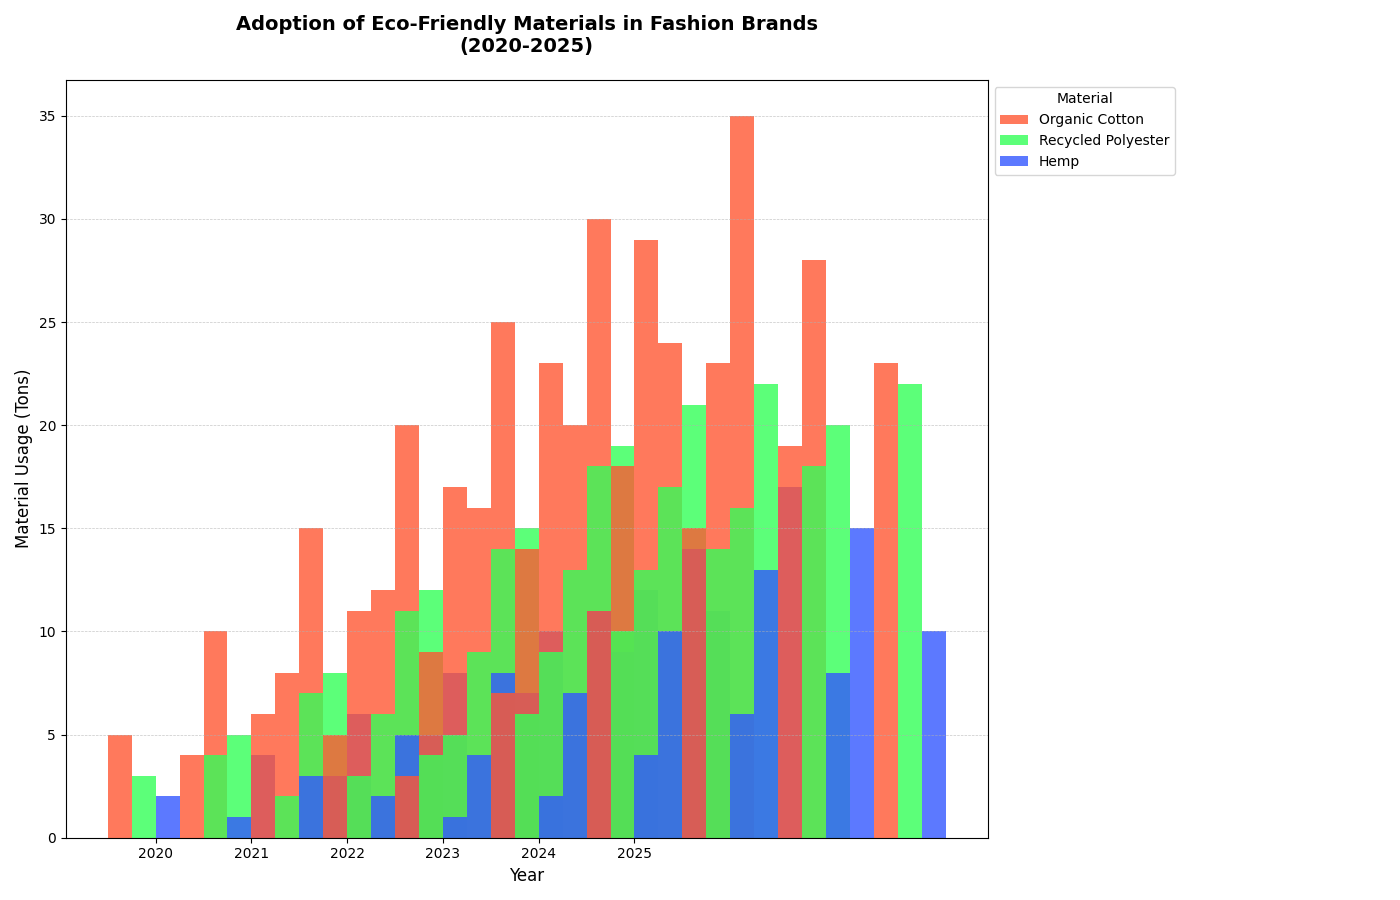 Adoption of Eco-Friendly Materials in Fashion Brands
(2020-2025)
Material
Organic Cotton
Recycled Polyester
Hemp
Material Usage (Tons)
35
30
25
20
15
10
5
0
2020 2021 2022 2023 2024 2025
Year